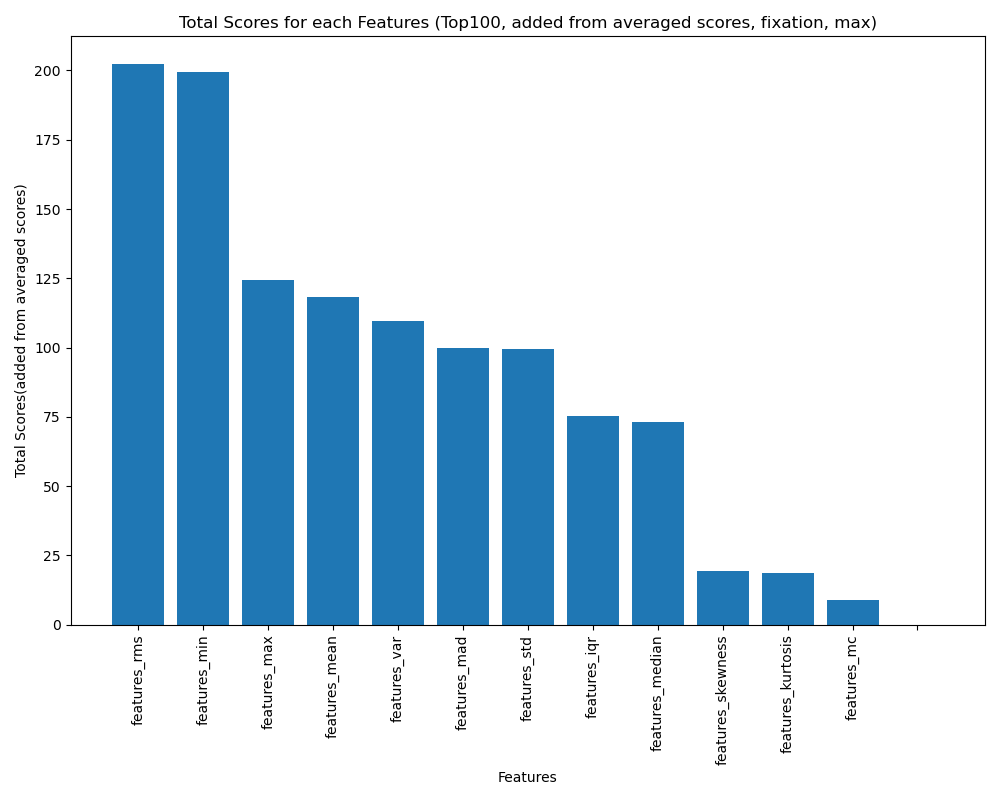 Total Scores for each Features (Top100, added from averaged scores, fixation, max)
Total Scores(added from averaged scores)
200
175
150
125
100
75
50
25
0
features_rms
features_min
features_max
features_mean
features_var
features_mad
features_std
features_iqr
features_median
features_skewness
features_kurtosis
features_mc
Features